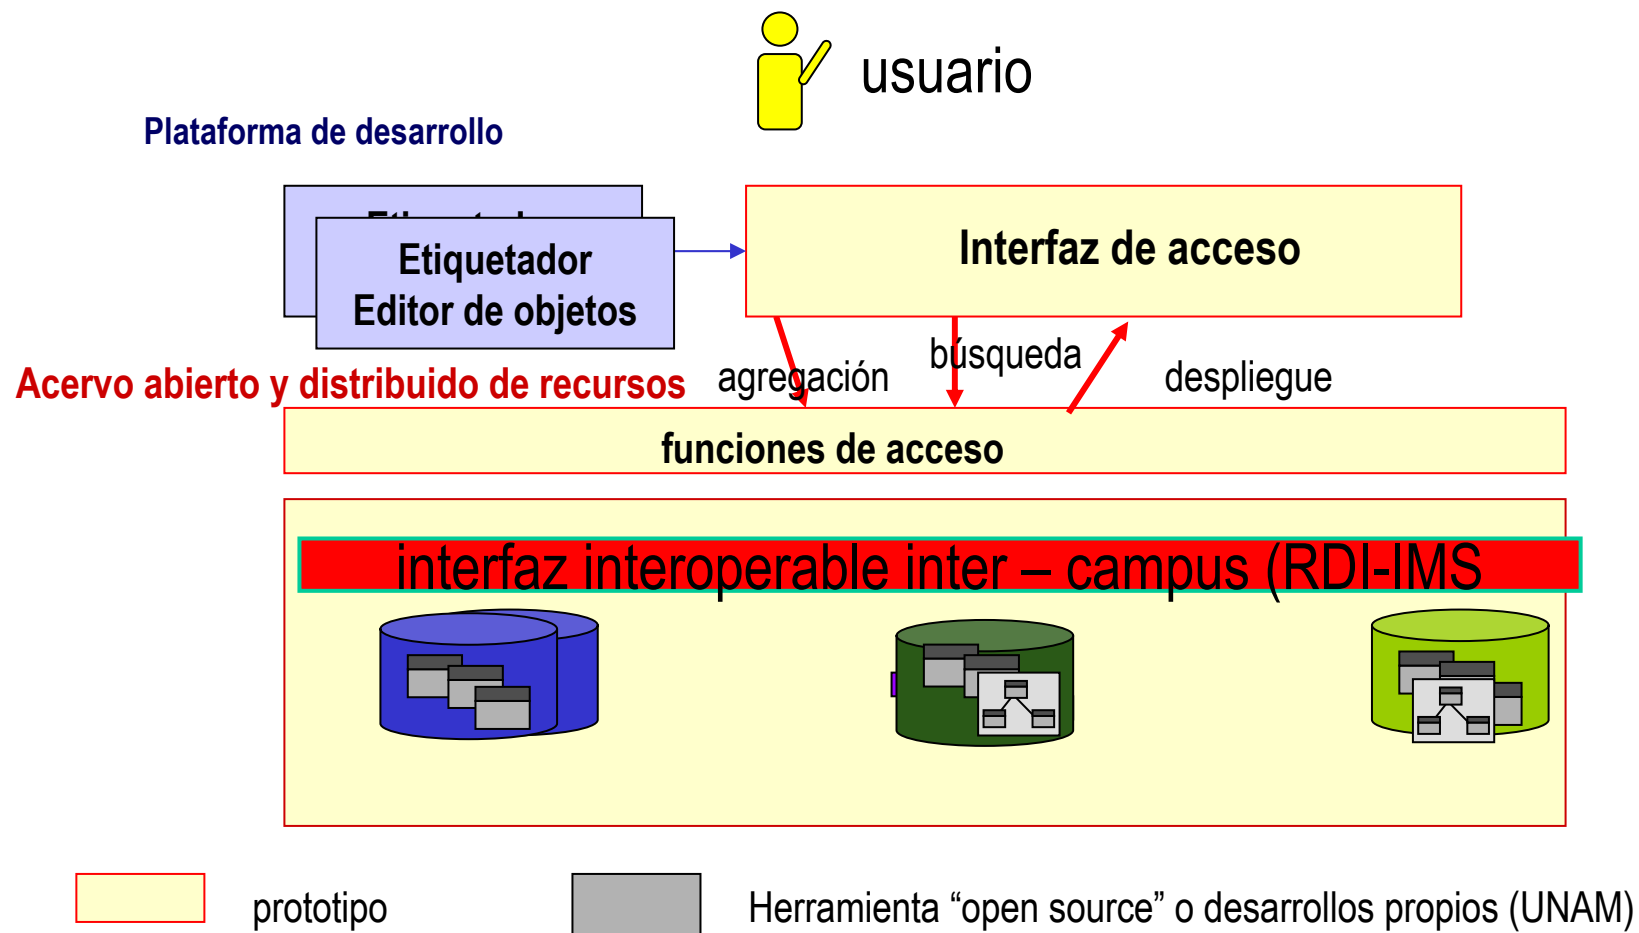 usuario
Plataforma de desarrollo
Etiquetador
Editor de objetos
Interfaz de acceso
Acervo abierto y distribuido de recursos
agregación
búsqueda
despliegue
funciones de acceso
interfaz interoperable inter – campus (RDI-IMS
prototipo
Herramienta “open source” o desarrollos propios (UNAM)